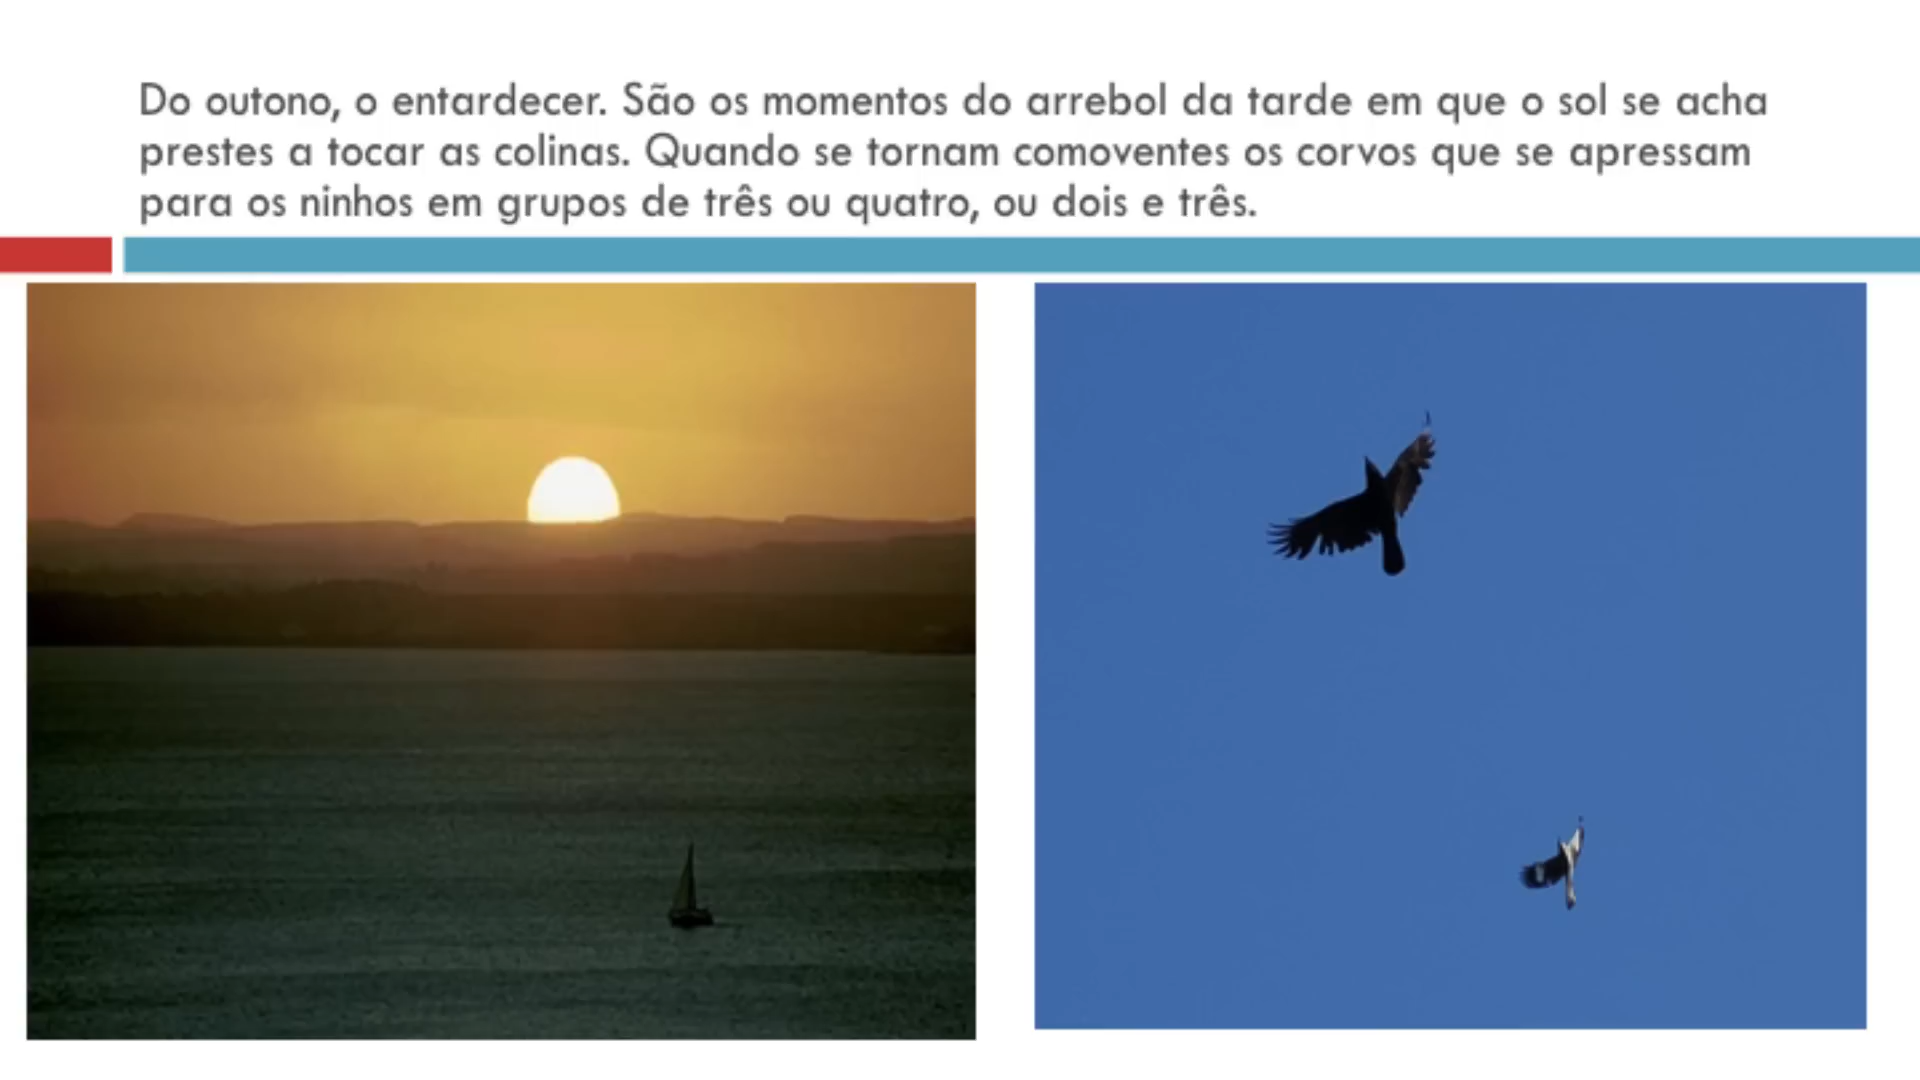 Do outono, o entardecer. São os momentos do arrebol da tarde em que o sol se acha
prestes a tocar as colinas. Quando se tornam comoventes os corvos que se apressam
para os ninhos em grupos de três ou quatro, ou dois e três.